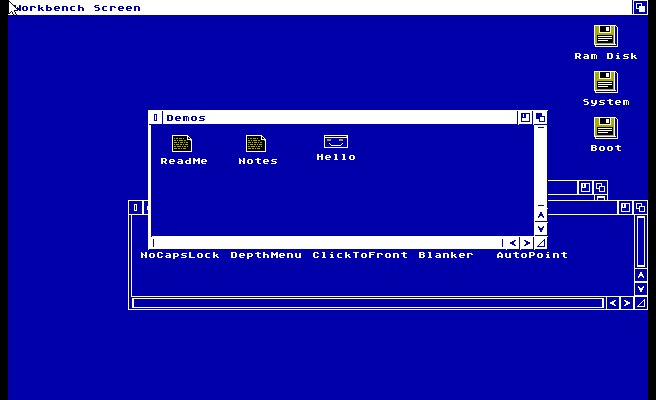 Workbench Screen
Ram Disk
System
Boot
Demos
ReadMe Notes Hello
NoCapsLock DepthMenu ClickToFront Blanker AutoPoint